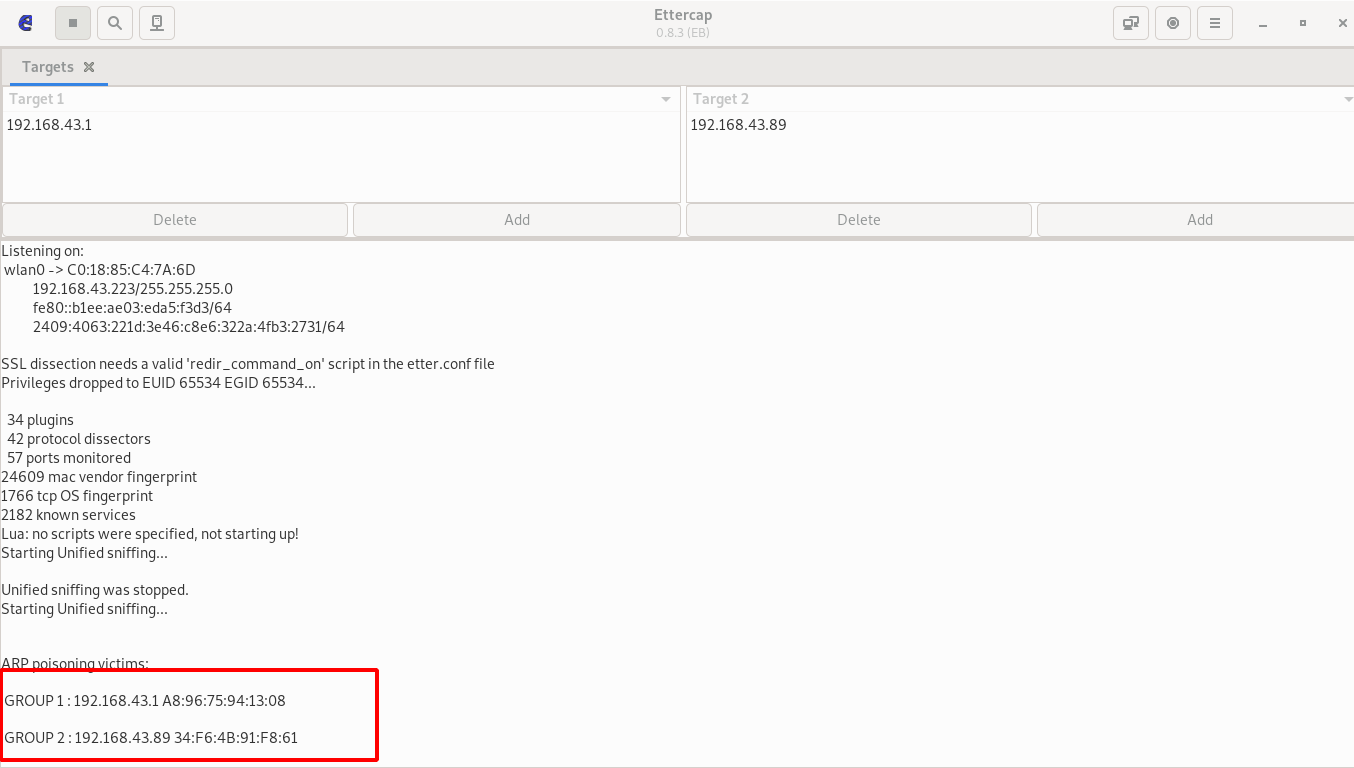 Ettercap
0.8.3 (EB)
Targets
Target 1
Target 2
192.168.43.1
192.168.43.89
Delete
Add
Delete
Add
Listening on:
wlan0 -> C0:18:85:C4:7A:6D
192.168.43.223/255.255.255.0
fe80::b1ee:ae03:eda5:f3d3/64
2409:4063:221d:3e46:c8e6:322a:4fb3:2731/64
SSL dissection needs a valid 'redir_command_on' script in the etter.conf file
Privileges dropped to EUID 65534 EGID 65534...
34 plugins
42 protocol dissectors
57 ports monitored
24609 mac vendor fingerprint
1766 tcp OS fingerprint
2182 known services
Lua: no scripts were specified, not starting up!
Starting Unified sniffing...
Unified sniffing was stopped.
Starting Unified sniffing...
ARP poisoning victims:
GROUP 1 : 192.168.43.1 A8:96:75:94:13:08
GROUP 2 : 192.168.43.89 34:F6:4B:91:F8:61